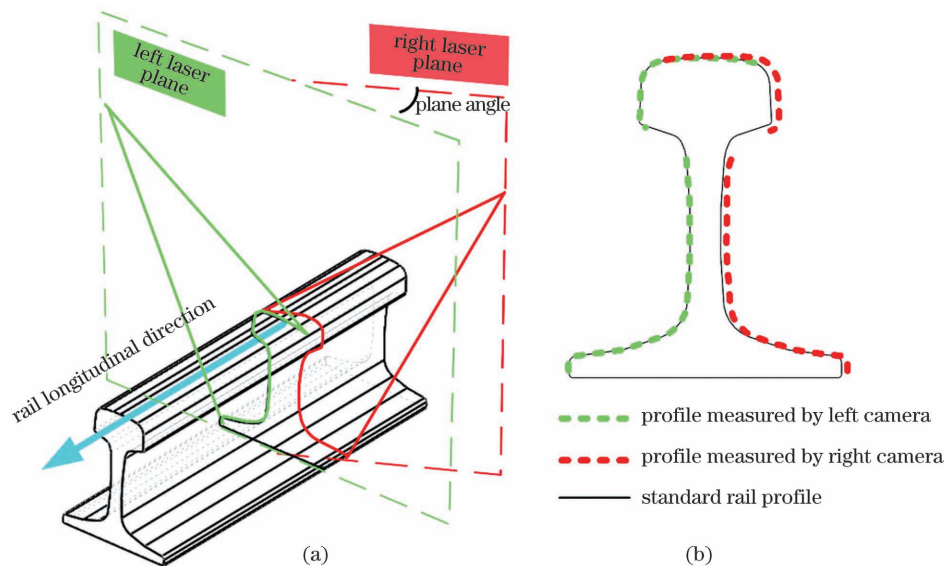 left laser
plane
right laser
plane
plane angle
rail longitudinal direction
(a)
profile measured by left camera
profile measured by right camera
standard rail profile
(b)